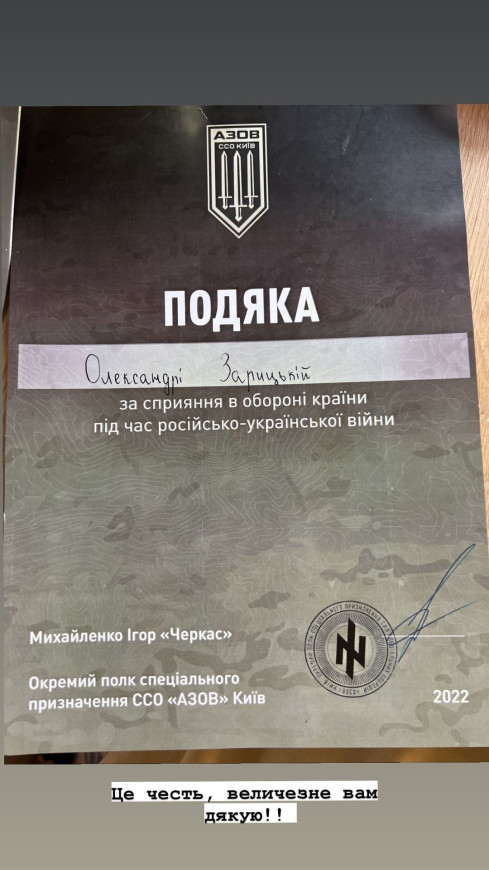 АЗОВ
ССО КИЇВ
ПОДЯКА
Олександрі Зарицькій
за сприяння в обороні країни
під час російсько-української війни
Михайленко Ігор «Черкас»
Окремий полк спеціального
призначення ССО «АЗОВ» Київ
2022
Це честь, величезне вам
дякую!!